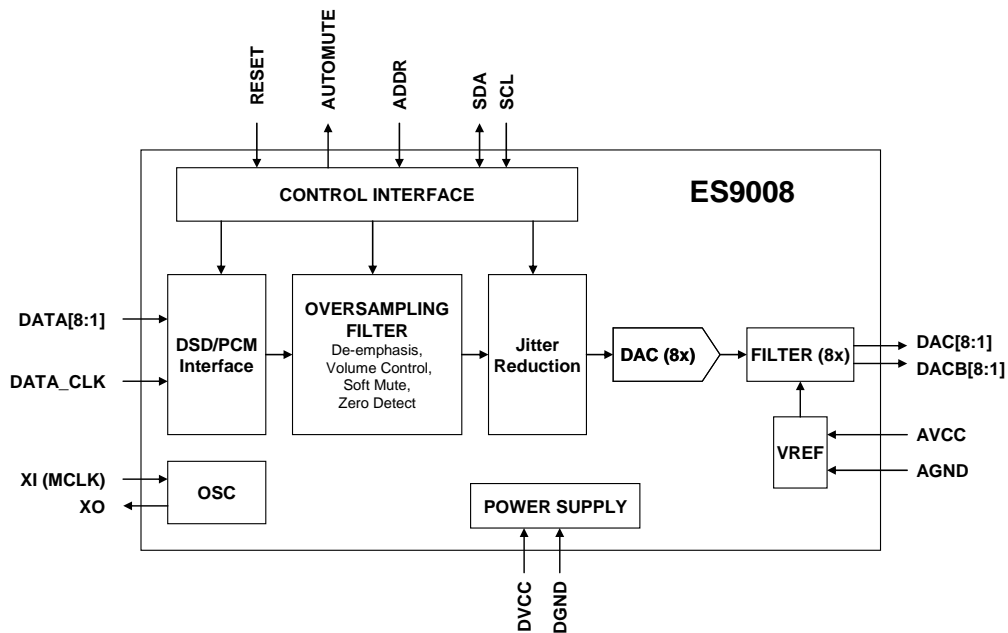 RESET
AUTOMUTE
ADDR
SDA
SCL
CONTROL INTERFACE
ES9008
DATA[8:1]
DATA_CLK
DSD/PCM
Interface
OVERSAMPLING
FILTER
De-emphasis,
Volume Control,
Soft Mute,
Zero Detect
Jitter
Reduction
DAC (8x)
FILTER (8x)
DAC[8:1]
DACB[8:1]
VREF
AVCC
AGND
XI (MCLK)
XO
OSC
POWER SUPPLY
DVCC
DGND